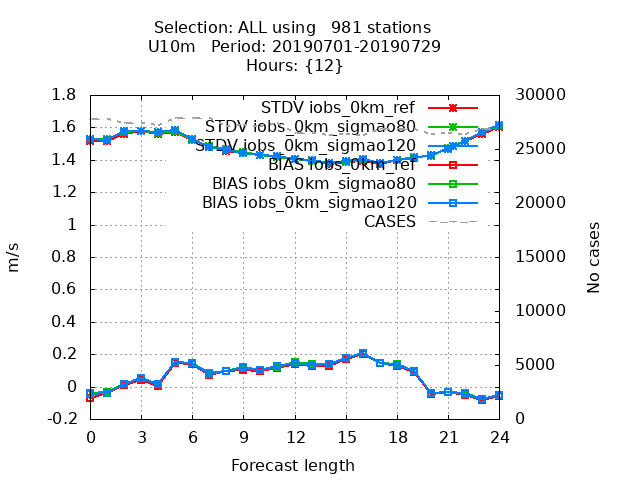 Selection: ALL using   981 stations
U10m   Period: 20190701-20190729
Hours: {12}
1.8
1.6
1.4
1.2
1
0.8
0.6
0.4
0.2
0
-0.2
m/s
STDV iobs_0km_ref
STDV iobs_0km_sigmao80
STDV iobs_0km_sigmao120
BIAS iobs_0km_ref
BIAS iobs_0km_sigmao80
BIAS iobs_0km_sigmao120
CASES
30000
25000
20000
15000
10000
5000
0
No cases
0 3 6 9 12 15 18 21 24
Forecast length